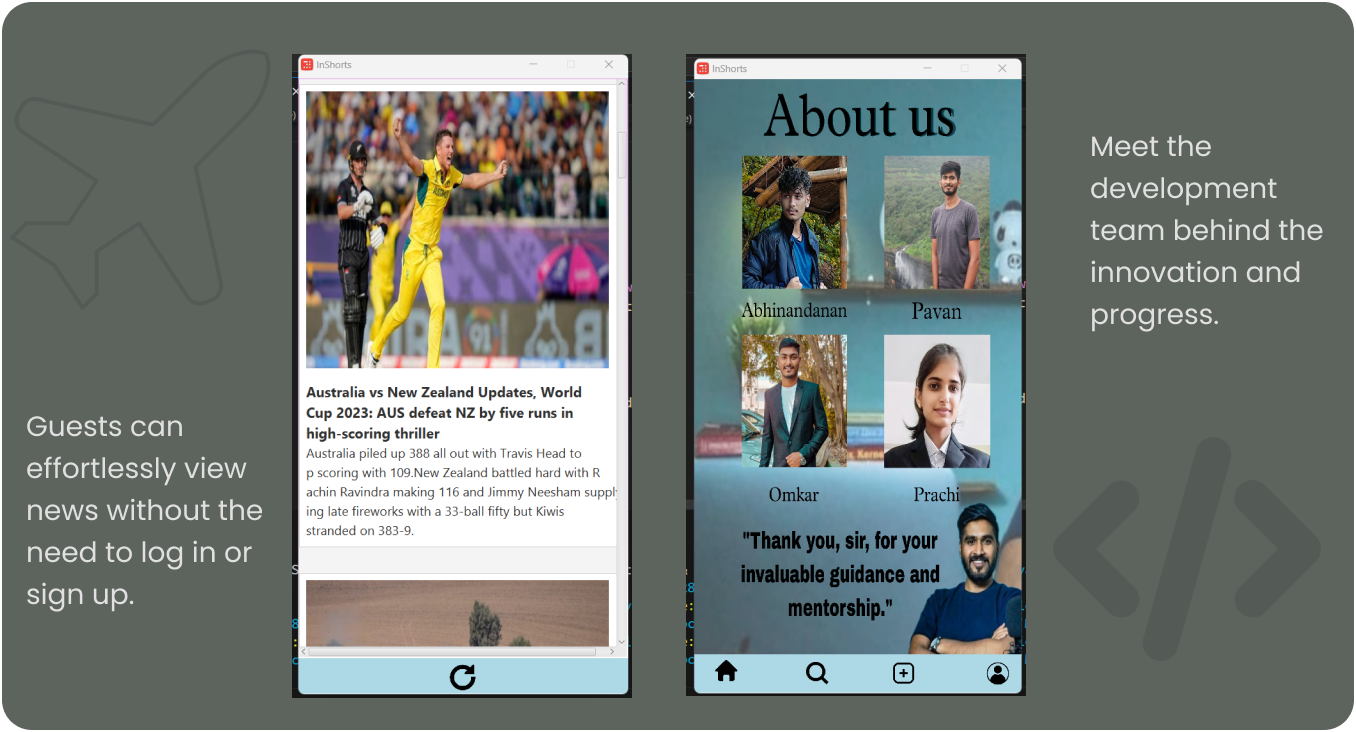 Guests can
effortlessly view
news without the
need to log in or
sign up.
InShorts
Australia vs New Zealand Updates, World
Cup 2023: AUS defeat NZ by five runs in
high-scoring thriller
Australia piled up 388 all out with Travis Head to
p scoring with 109.New Zealand battled hard with R
achin Ravindra making 116 and Jimmy Neesham suppl
ing late fireworks with a 33-ball fifty but Kiwis
stranded on 383-9.
InShorts
About us
Abhinandanan
Pavan
Omkar
Prachi
"Thank you, sir, for your
invaluable guidance and
mentorship."
Meet the
development
team behind the
innovation and
progress.